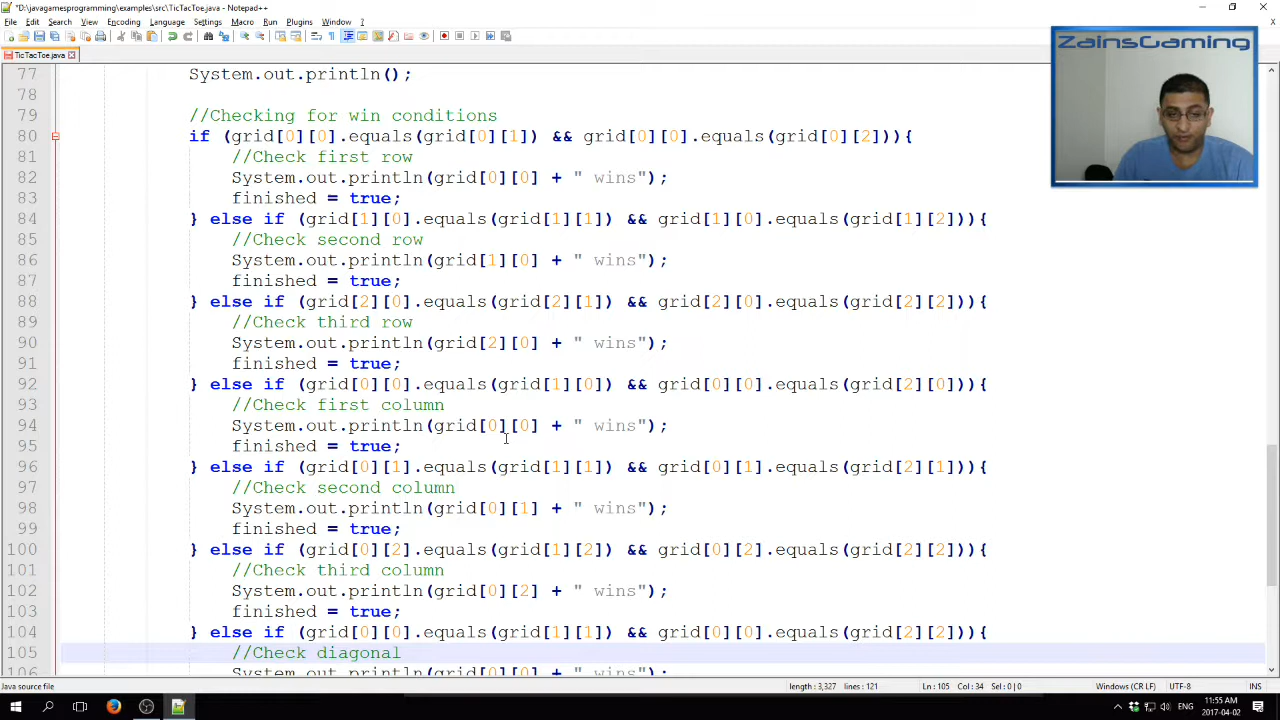 *D:\javagamesprogramming\examples\src\TicTacToe.java - Notepad++
File Edit Search View Encoding Language Settings Macro Run Plugins Window ?
TicTacToe.java
ZainsGaming
77 System.out.println();
78
79 //Checking for win conditions
80 if (grid[0][0].equals(grid[0][1]) && grid[0][0].equals(grid[0][2])){
81 //Check first row
82 System.out.println(grid[0][0] + " wins");
83 finished = true;
84 } else if (grid[1][0].equals(grid[1][1]) && grid[1][0].equals(grid[1][2])){
85 //Check second row
86 System.out.println(grid[1][0] + " wins");
87 finished = true;
88 } else if (grid[2][0].equals(grid[2][1]) && grid[2][0].equals(grid[2][2])){
89 //Check third row
90 System.out.println(grid[2][0] + " wins");
91 finished = true;
92 } else if (grid[0][0].equals(grid[1][0]) && grid[0][0].equals(grid[2][0])){
93 //Check first column
94 System.out.println(grid[0][0] + " wins");
95 finished = true;
96 } else if (grid[0][1].equals(grid[1][1]) && grid[0][1].equals(grid[2][1])){
97 //Check second column
98 System.out.println(grid[0][1] + " wins");
99 finished = true;
100 } else if (grid[0][2].equals(grid[1][2]) && grid[0][2].equals(grid[2][2])){
101 //Check third column
102 System.out.println(grid[0][2] + " wins");
103 finished = true;
104 } else if (grid[0][0].equals(grid[1][1]) && grid[0][0].equals(grid[2][2])){
105 //Check diagonal
106 System.out.println(grid[0][0] + " wins");
Java source file length : 3,327 lines : 121 Ln : 105 Col : 34 Sel : 0 | 0 Windows (CR LF) UTF-8 INS
ENG 11:55 AM
2017-04-02